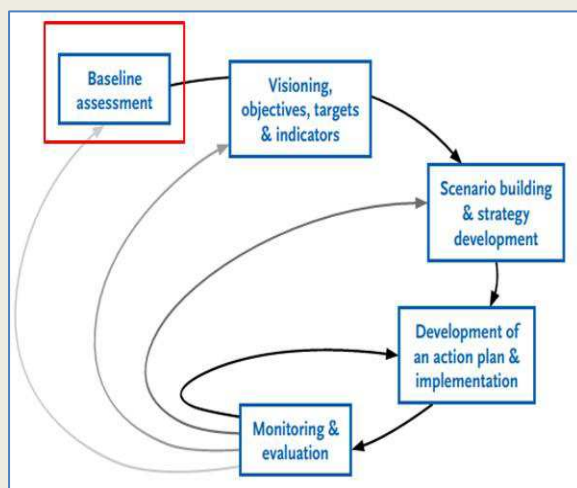 Baseline
assessment
Visioning,
objectives, targets
& indicators
Scenario building
& strategy
development
Development of
an action plan &
implementation
Monitoring &
evaluation